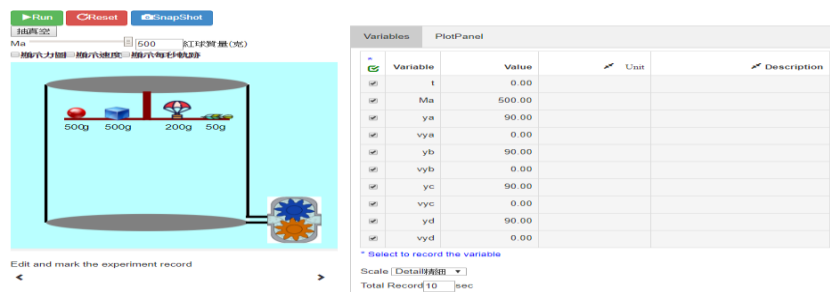 Run Reset SnapShot
抽真空
Ma 500 紅球質量(克)
顯示力圖 顯示速度 顯示每秒軌跡
500g 500g 200g 50g
Edit and mark the experiment record
< >
Variables PlotPanel
Variable Value Unit Description
t 0.00
Ma 500.00
ya 90.00
vya 0.00
yb 90.00
vyb 0.00
yc 90.00
vyc 0.00
yd 90.00
vyd 0.00
* Select to record the variable
Scale Detail精細
Total Record 10 sec